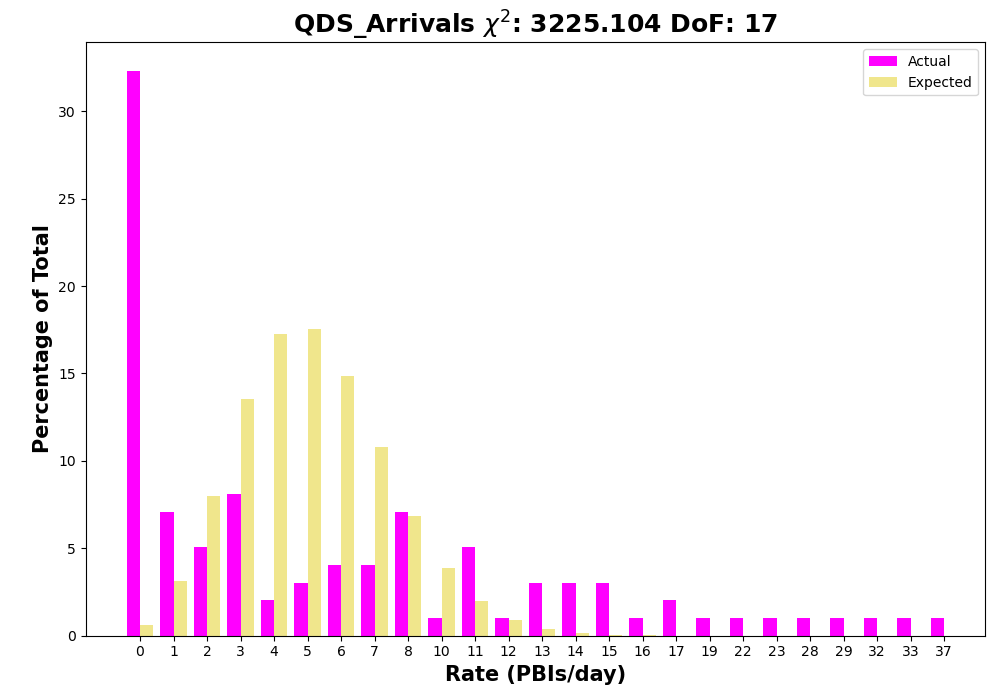 QDS_Arrivals χ²: 3225.104 DoF: 17
Actual
Expected
Percentage of Total
30
25
20
15
10
5
0
0 1 2 3 4 5 6 7 8 10 11 12 13 14 15 16 17 19 22 23 28 29 32 33 37
Rate (PBIs/day)